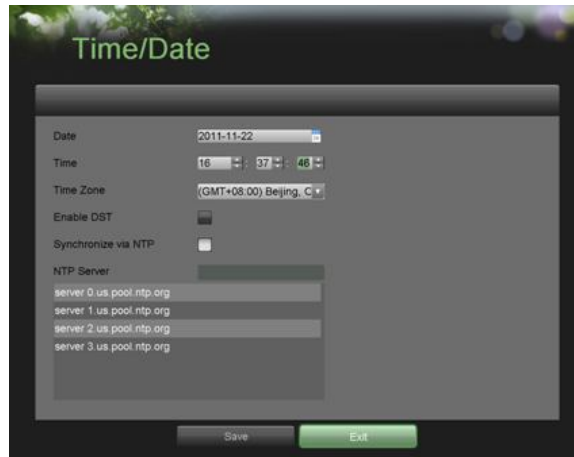 Time/Date
Date 2011-11-22
Time 16 : 37 : 46
Time Zone (GMT+08:00) Beijing, C
Enable DST
Synchronize via NTP
NTP Server
server 0.us.pool.ntp.org
server 1.us.pool.ntp.org
server 2.us.pool.ntp.org
server 3.us.pool.ntp.org
Save Exit